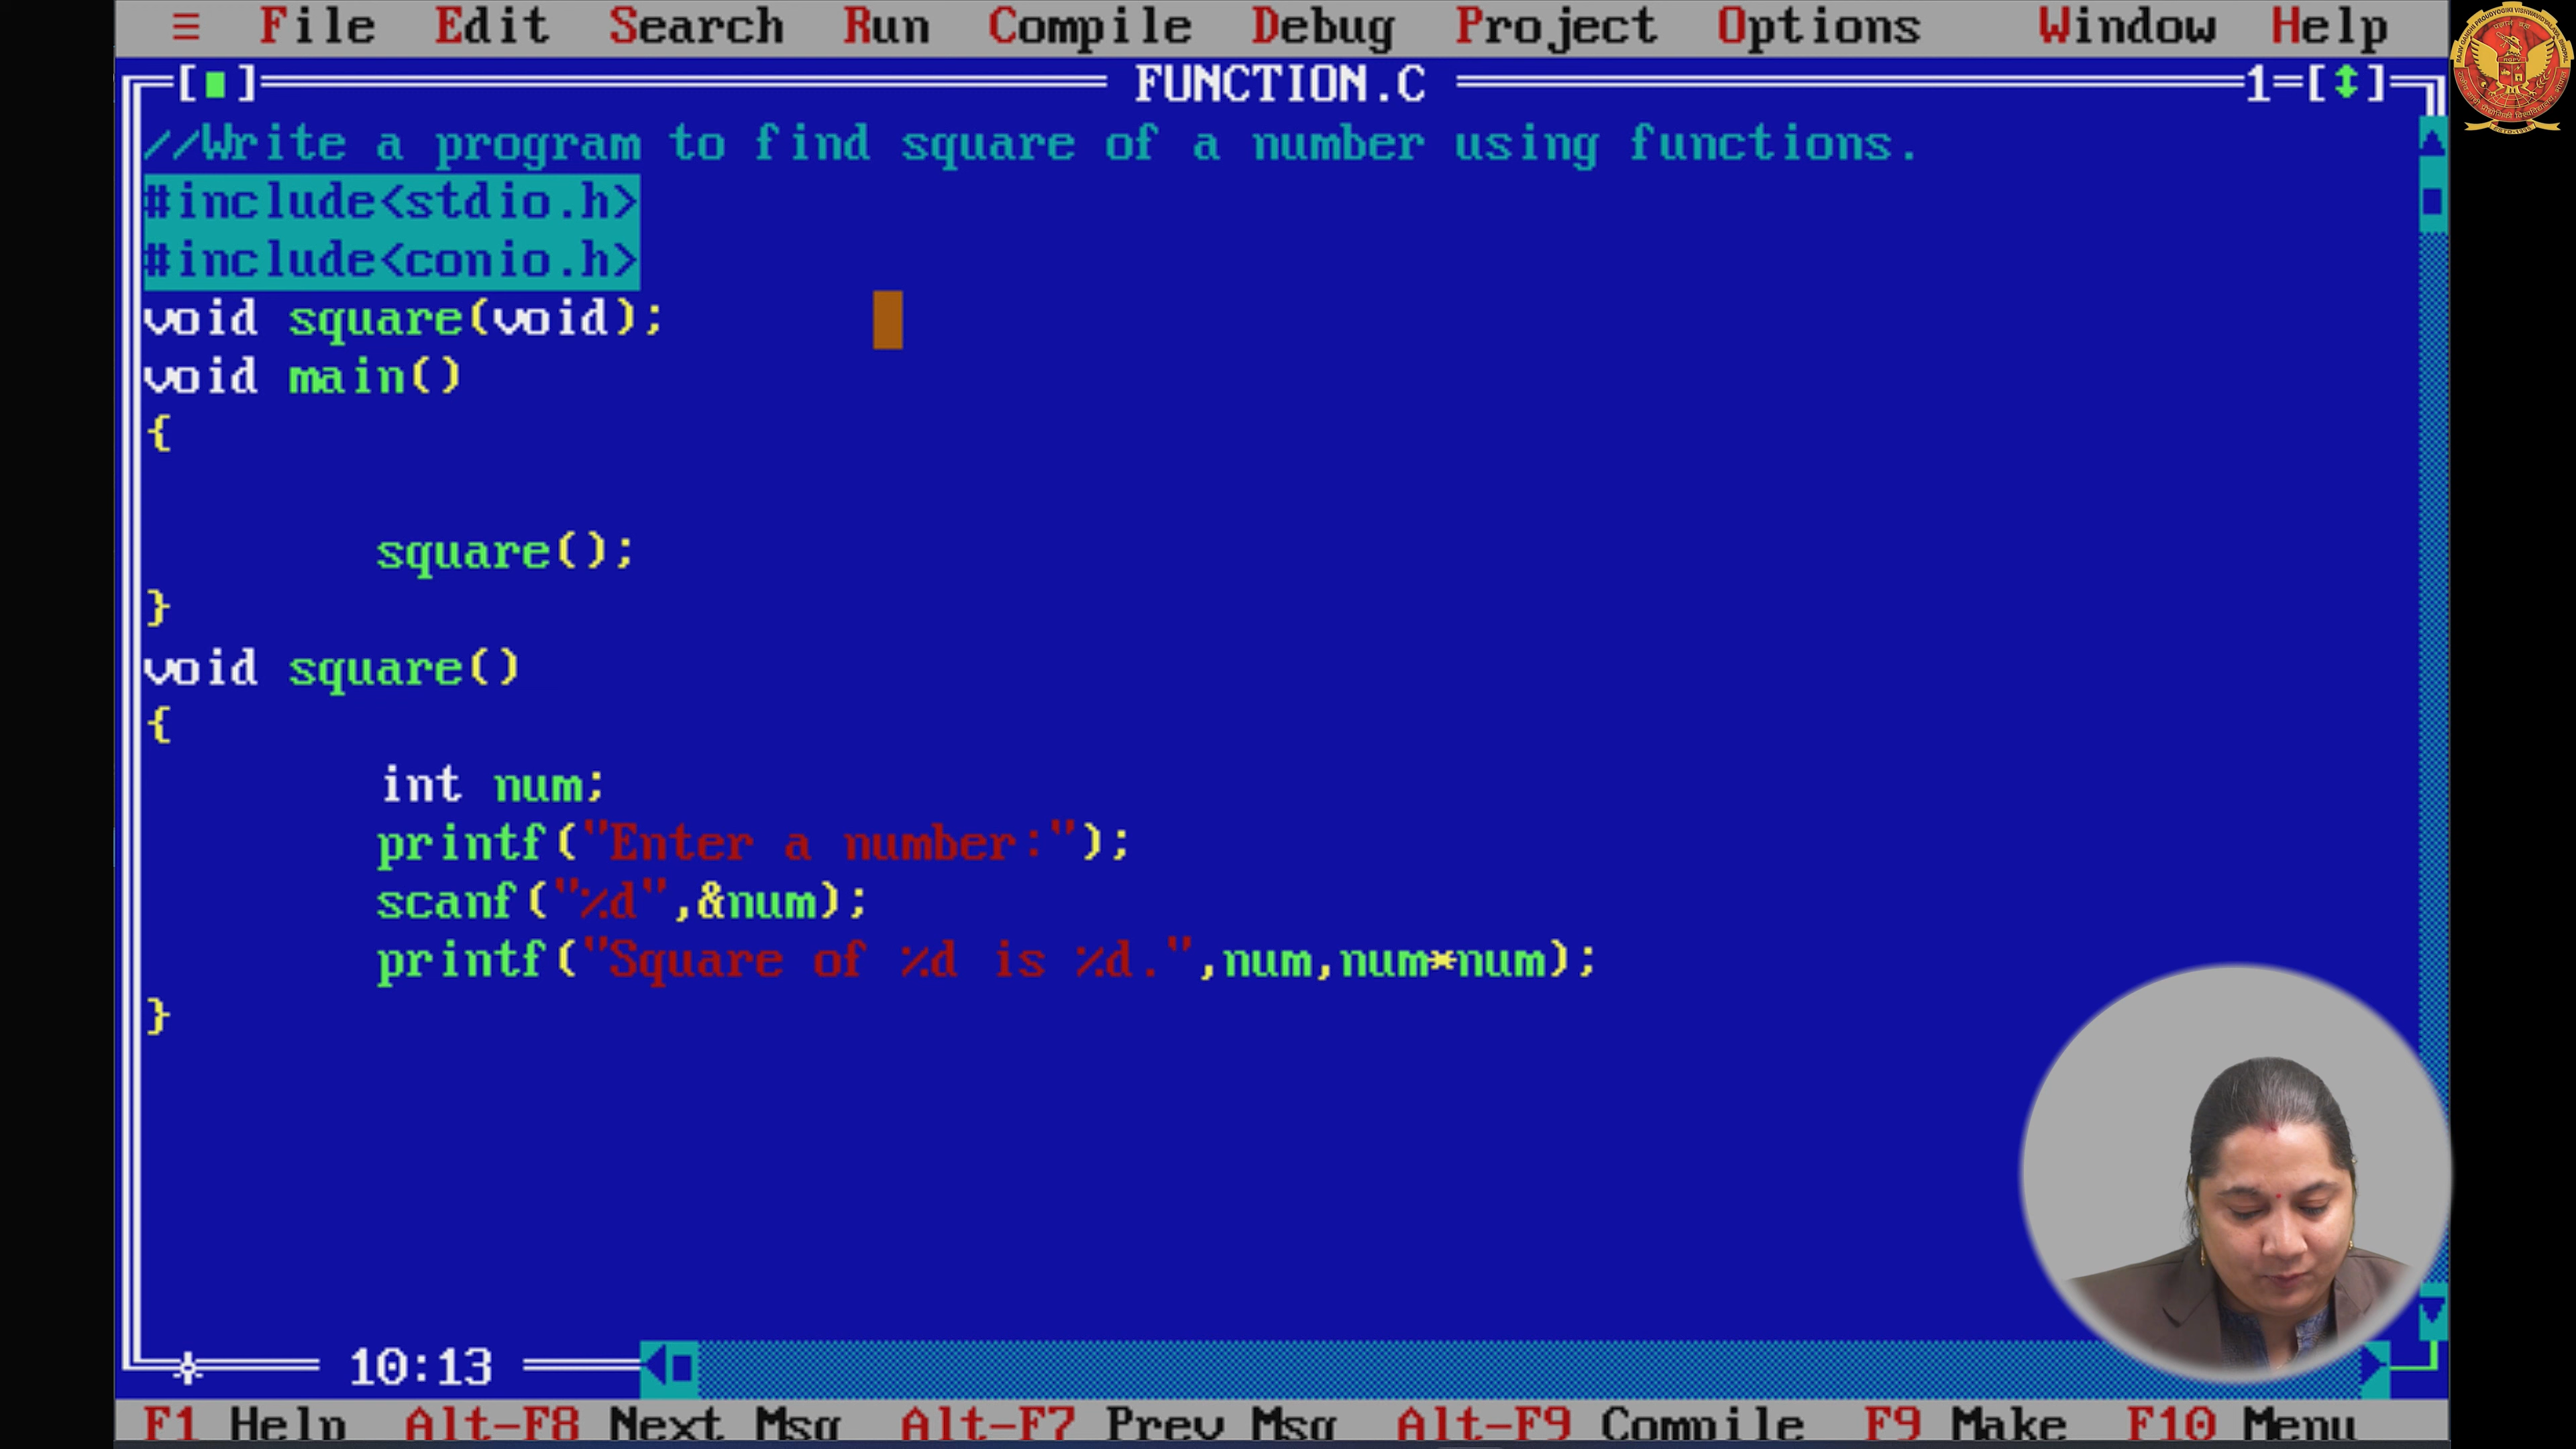 ≡ File Edit Search Run Compile Debug Project Options Window Help
[■] FUNCTION.C 1=[↕]
//Write a program to find square of a number using functions.
#include<stdio.h>
#include<conio.h>
void square(void);
void main()
{
square();
}
void square()
{
int num;
printf("Enter a number:");
scanf("%d",&num);
printf("Square of %d is %d.",num,num*num);
}
10:13
F1 Help Alt-F8 Next Msg Alt-F7 Prev Msg Alt-F9 Compile F9 Make F10 Menu